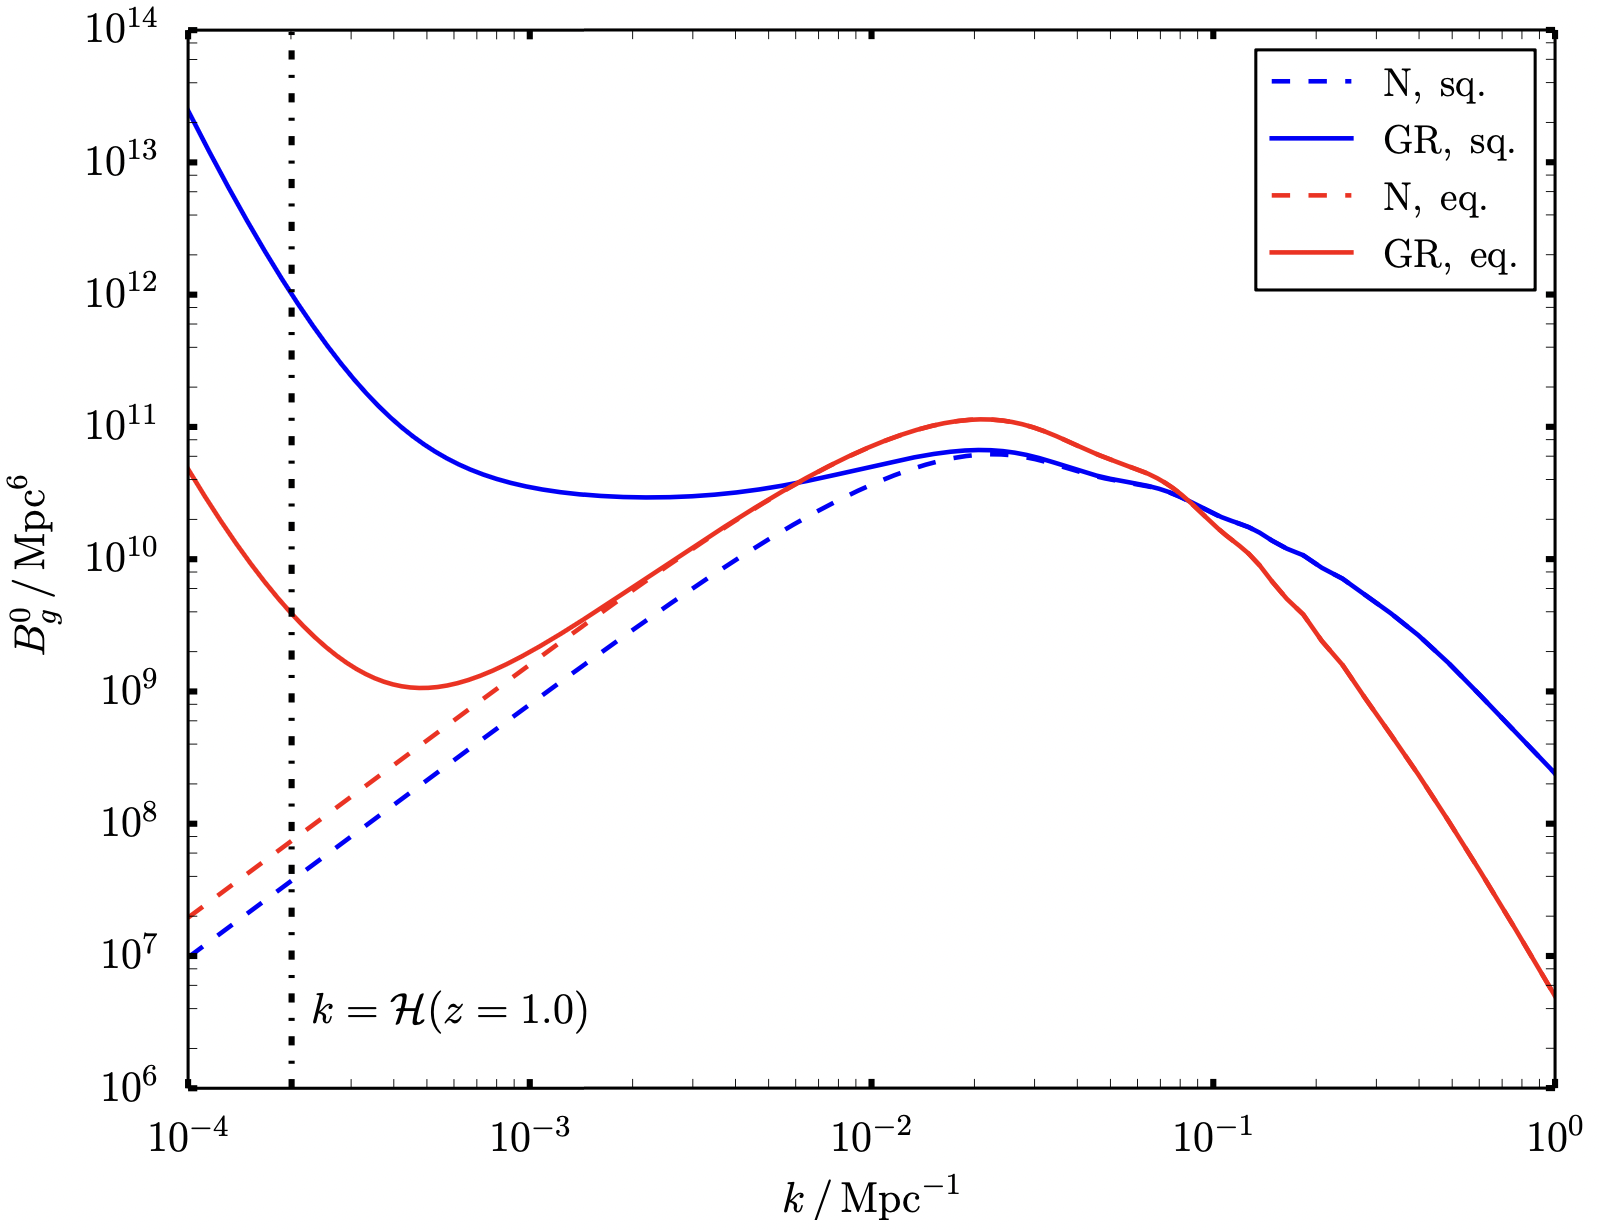 10^14
10^13
10^12
10^11
10^10
10^9
10^8
10^7
10^6
B_g^0 / Mpc^6
N, sq.
GR, sq.
N, eq.
GR, eq.
k = ℋ(z = 1.0)
10^−4 10^−3 10^−2 10^−1 10^0
k / Mpc^−1